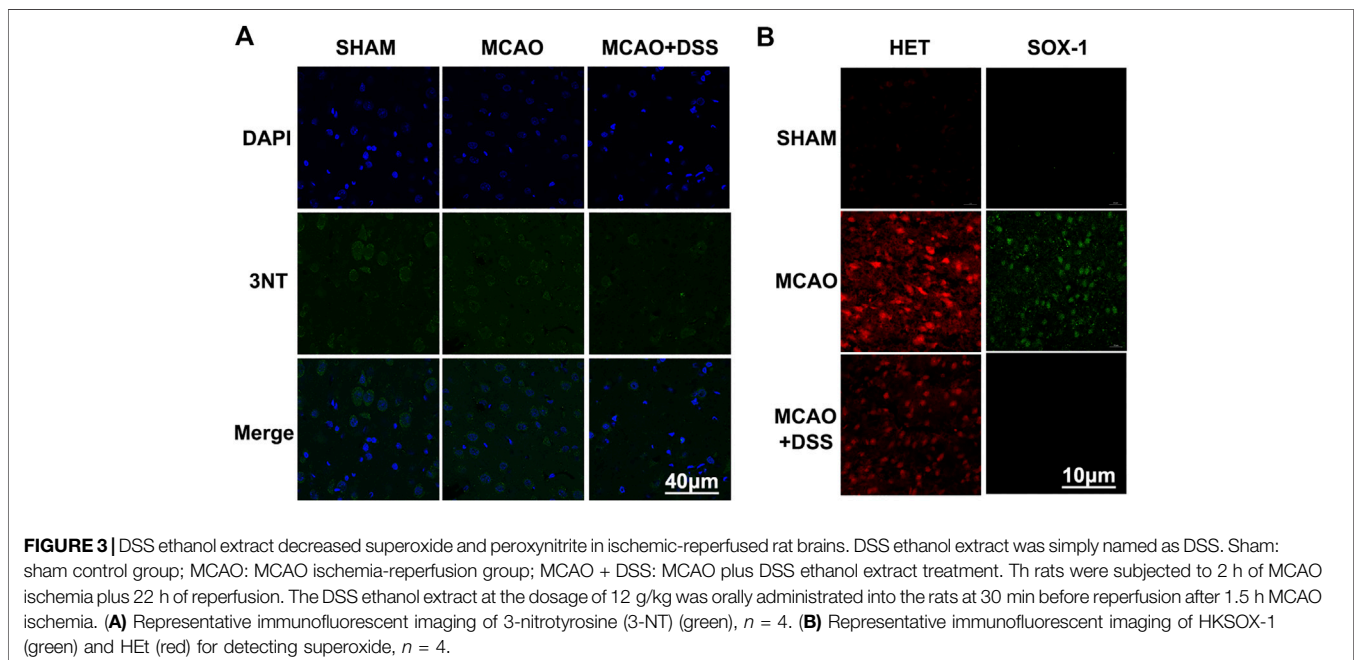 A
SHAM MCAO MCAO+DSS
DAPI
3NT
Merge
40µm
B
HET SOX-1
SHAM
MCAO
MCAO
+DSS
10µm
FIGURE 3 | DSS ethanol extract decreased superoxide and peroxynitrite in ischemic-reperfused rat brains. DSS ethanol extract was simply named as DSS. Sham:
sham control group; MCAO: MCAO ischemia-reperfusion group; MCAO + DSS: MCAO plus DSS ethanol extract treatment. Th rats were subjected to 2 h of MCAO
ischemia plus 22 h of reperfusion. The DSS ethanol extract at the dosage of 12 g/kg was orally administrated into the rats at 30 min before reperfusion after 1.5 h MCAO
ischemia. (A) Representative immunofluorescent imaging of 3-nitrotyrosine (3-NT) (green), n = 4. (B) Representative immunofluorescent imaging of HKSOX-1
(green) and HEt (red) for detecting superoxide, n = 4.